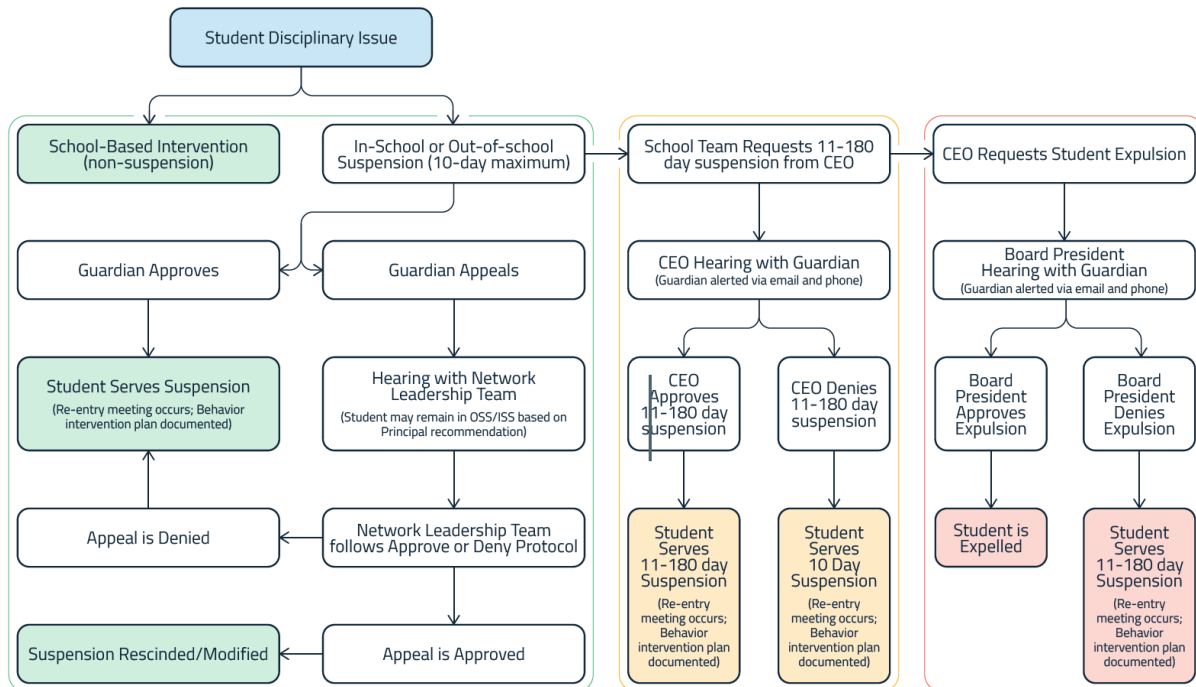 Student Disciplinary Issue
School-Based Intervention
(non-suspension)
In-School or Out-of-school
Suspension (10-day maximum)
School Team Requests 11-180
day suspension from CEO
CEO Requests Student Expulsion
Guardian Approves
Guardian Appeals
CEO Hearing with Guardian
(Guardian alerted via email and phone)
Board President
Hearing with Guardian
(Guardian alerted via email and phone)
Student Serves Suspension
(Re-entry meeting occurs; Behavior
intervention plan documented)
Hearing with Network
Leadership Team
(Student may remain in OSS/ISS based on
Principal recommendation)
CEO
Approves
11-180 day
suspension
CEO Denies
11-180 day
suspension
Board
President
Approves
Expulsion
Board
President
Denies
Expulsion
Appeal is Denied
Network Leadership Team
follows Approve or Deny Protocol
Student
Serves
11-180 day
Suspension
(Re-entry
meeting occurs;
Behavior
intervention plan
documented)
Student
Serves
10 Day
Suspension
(Re-entry
meeting occurs;
Behavior
intervention plan
documented)
Student is
Expelled
Student
Serves
11-180 day
Suspension
(Re-entry
meeting occurs;
Behavior
intervention plan
documented)
Suspension Rescinded/Modified
Appeal is Approved